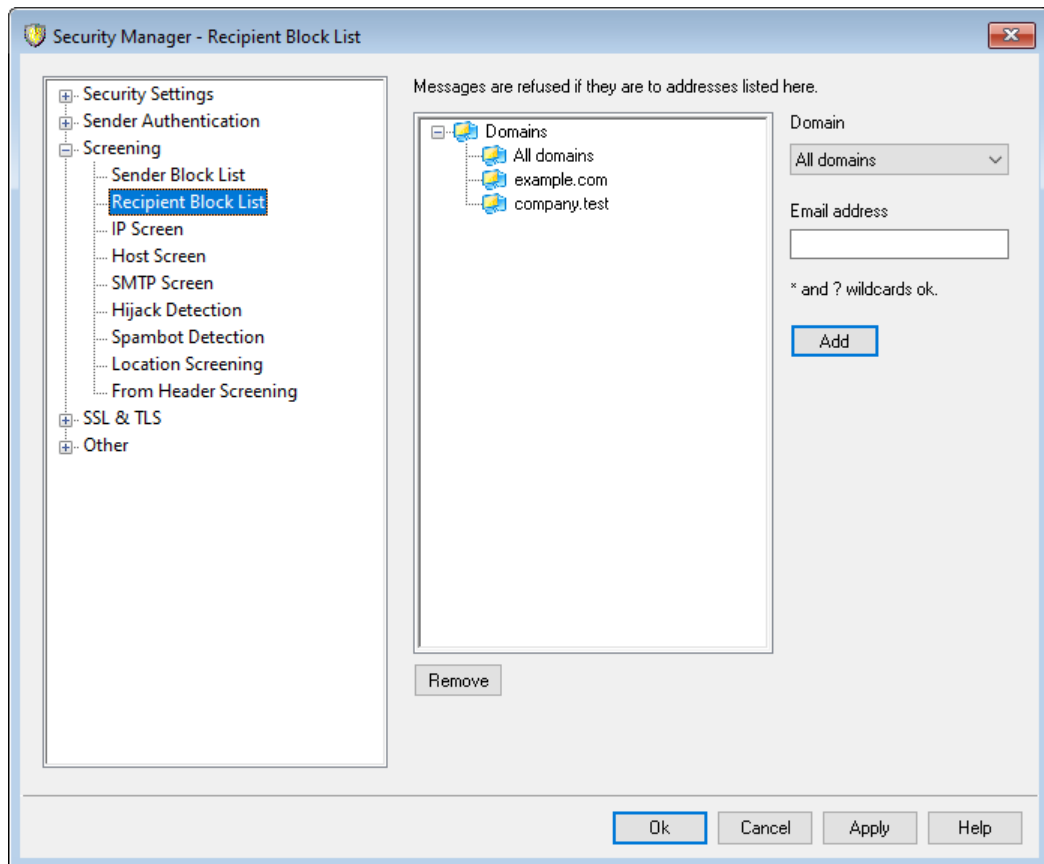 Security Manager - Recipient Block List
Security Settings
Sender Authentication
Screening
Sender Block List
Recipient Block List
IP Screen
Host Screen
SMTP Screen
Hijack Detection
Spambot Detection
Location Screening
From Header Screening
SSL & TLS
Other
Messages are refused if they are to addresses listed here.
Domains
All domains
example.com
company.test
Remove
Domain
All domains
Email address
* and ? wildcards ok.
Add
Ok
Cancel
Apply
Help